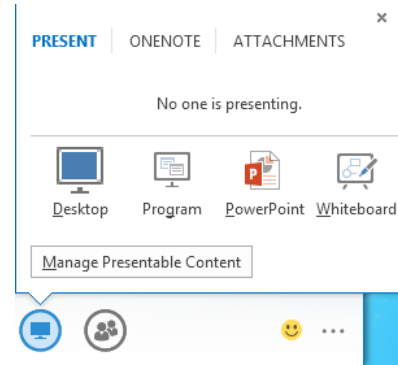 PRESENT ONENOTE ATTACHMENTS
No one is presenting.
Desktop Program PowerPoint Whiteboard
Manage Presentable Content